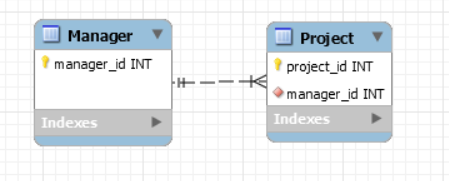 Manager
manager_id INT
Indexes
Project
project_id INT
manager_id INT
Indexes